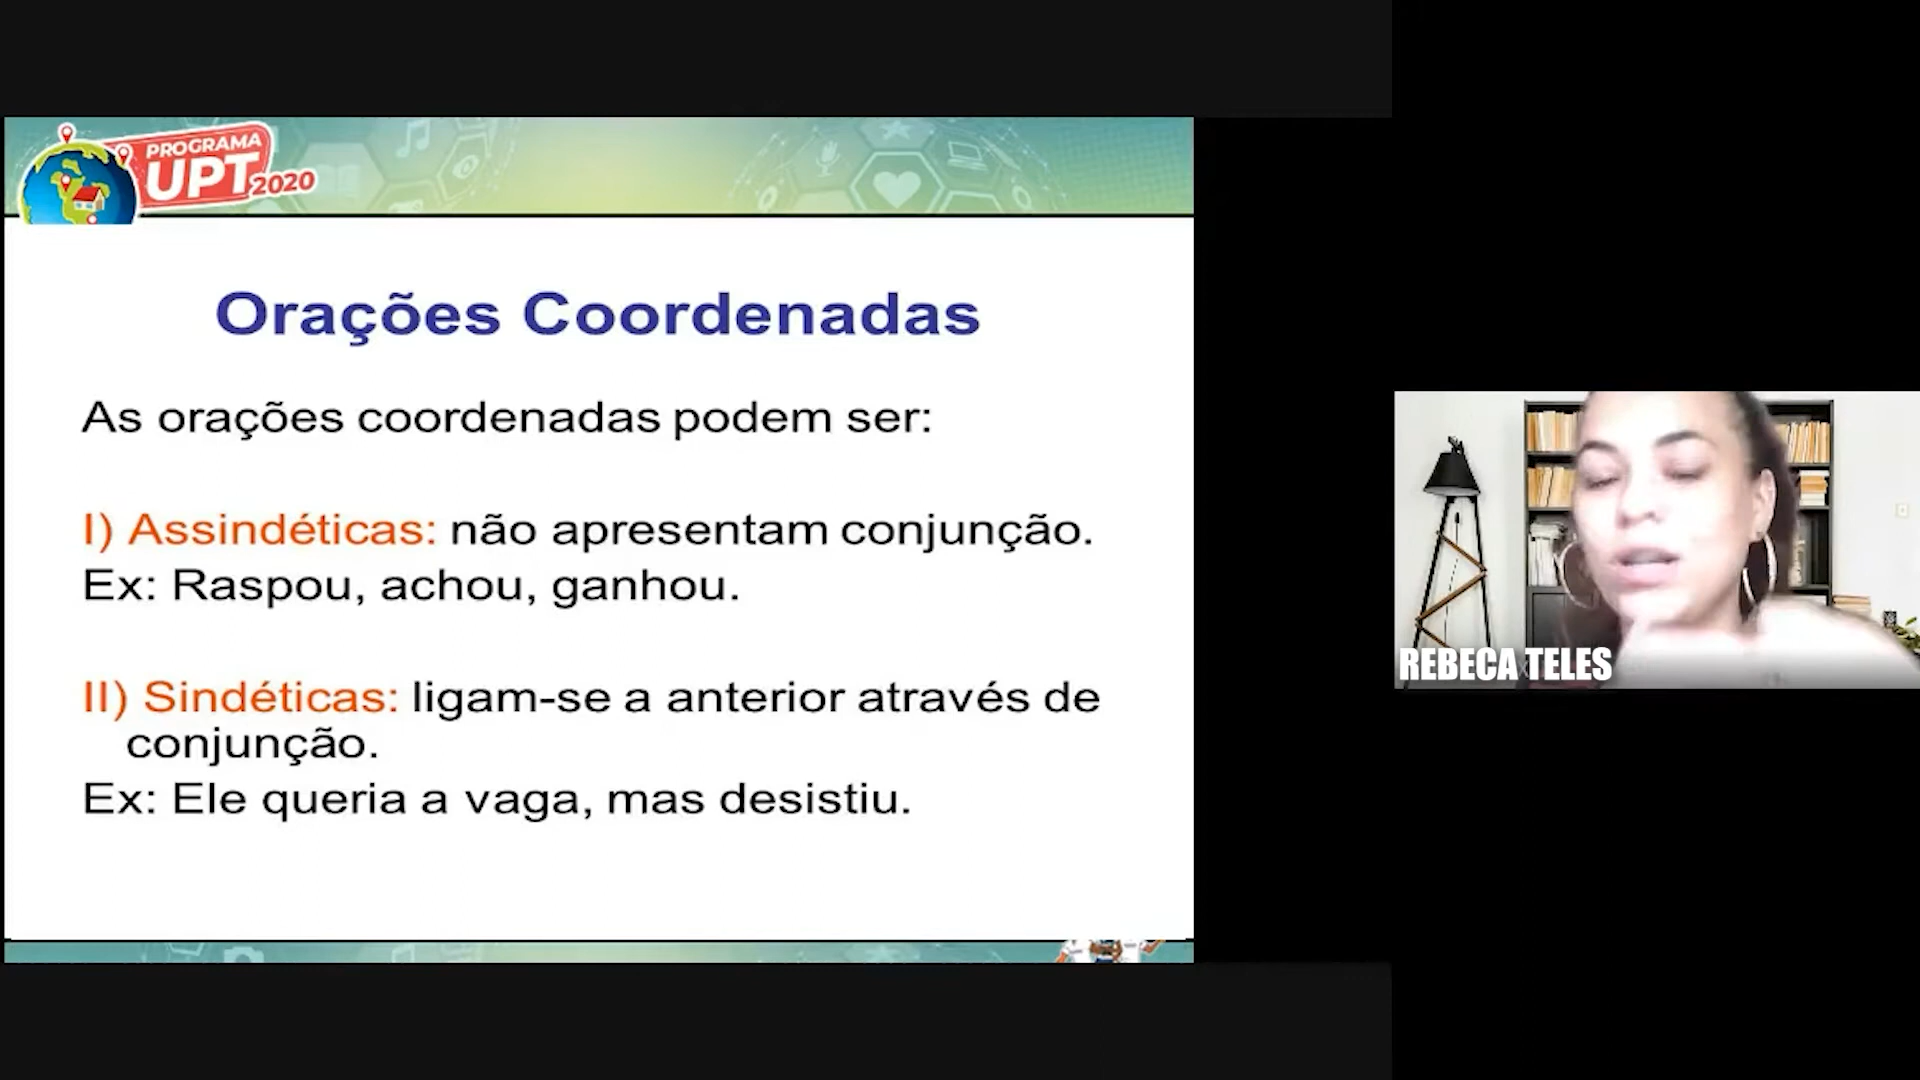 PROGRAMA
UPT 2020
Orações Coordenadas
As orações coordenadas podem ser:
I) Assindéticas: não apresentam conjunção.
Ex: Raspou, achou, ganhou.
II) Sindéticas: ligam-se a anterior através de
conjunção.
Ex: Ele queria a vaga, mas desistiu.
REBECA TELES